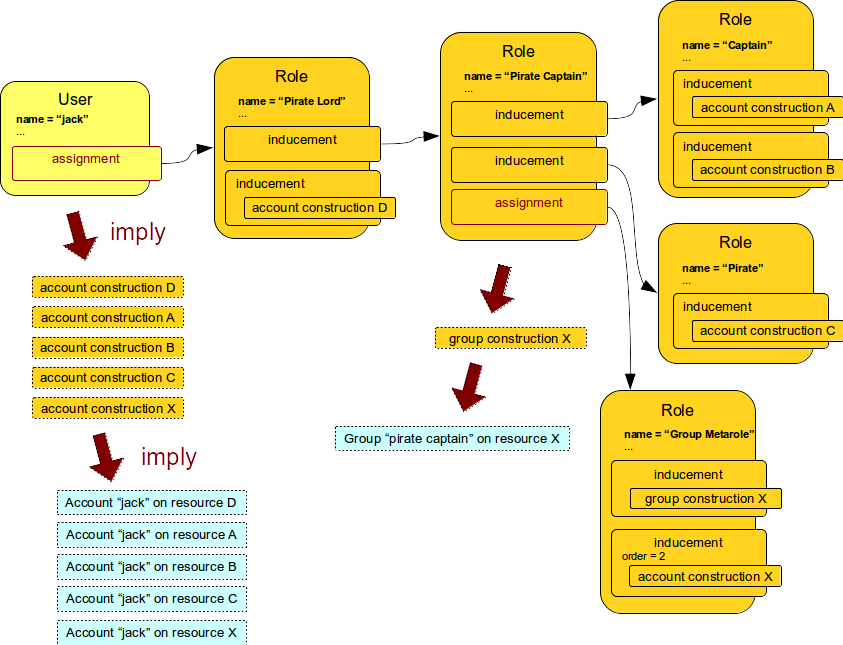 User
name = “jack”
...
assignment
imply
account construction D
account construction A
account construction B
account construction C
account construction X
imply
Account “jack” on resource D
Account “jack” on resource A
Account “jack” on resource B
Account “jack” on resource C
Account “jack” on resource X
Role
name = “Pirate Lord”
...
inducement
inducement
account construction D
Role
name = “Pirate Captain”
...
inducement
inducement
assignment
group construction X
Group “pirate captain” on resource X
Role
name = “Captain”
...
inducement
account construction A
inducement
account construction B
Role
name = “Pirate”
...
inducement
account construction C
Role
name = “Group Metarole”
...
inducement
group construction X
inducement
order = 2
account construction X